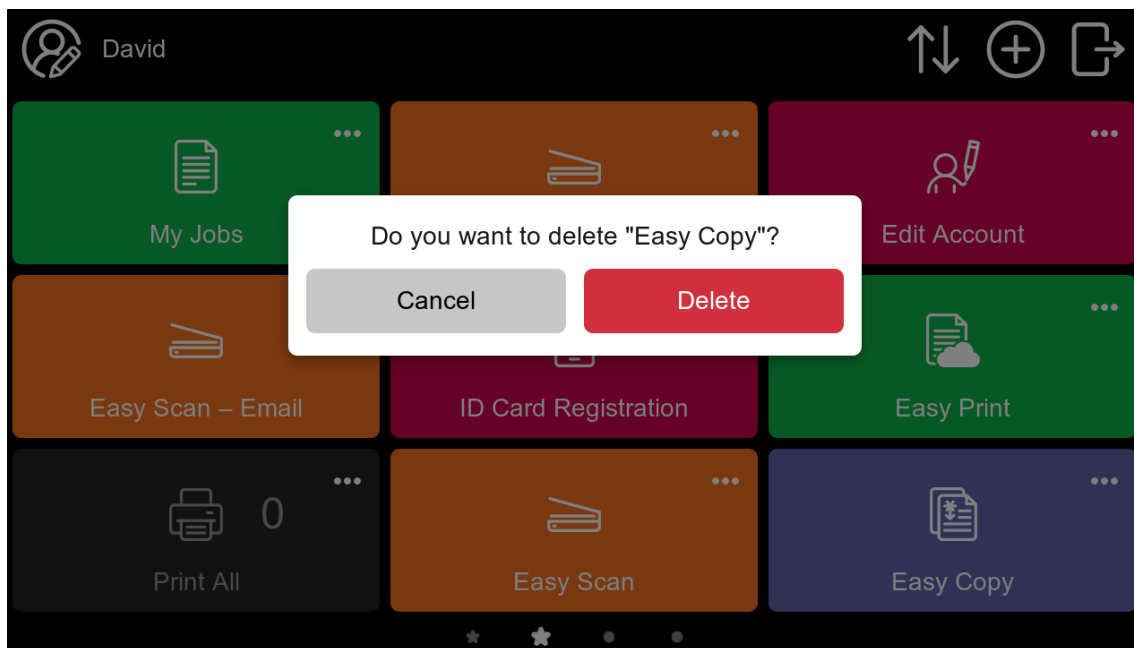 David
My Jobs
Edit Account
Do you want to delete "Easy Copy"?
Cancel
Delete
Easy Scan – Email
ID Card Registration
Easy Print
0
Print All
Easy Scan
Easy Copy